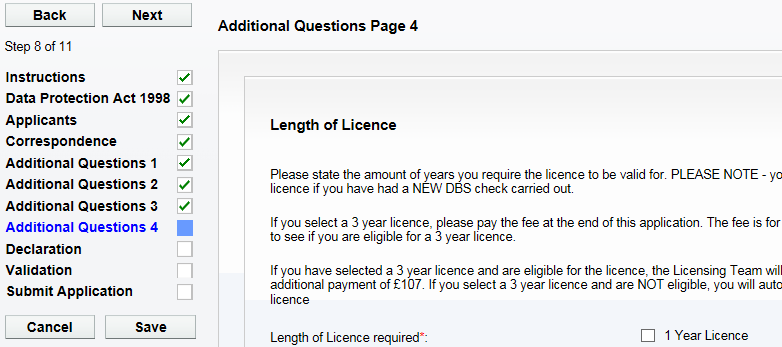 Back Next
Step 8 of 11
Instructions
Data Protection Act 1998
Applicants
Correspondence
Additional Questions 1
Additional Questions 2
Additional Questions 3
Additional Questions 4
Declaration
Validation
Submit Application
Cancel Save
Additional Questions Page 4
Length of Licence
Please state the amount of years you require the licence to be valid for. PLEASE NOTE - yo
licence if you have had a NEW DBS check carried out.
If you select a 3 year licence, please pay the fee at the end of this application. The fee is for
to see if you are eligible for a 3 year licence.
If you have selected a 3 year licence and are eligible for the licence, the Licensing Team will
additional payment of £107. If you select a 3 year licence and are NOT eligible, you will auto
licence
Length of Licence required*: 1 Year Licence